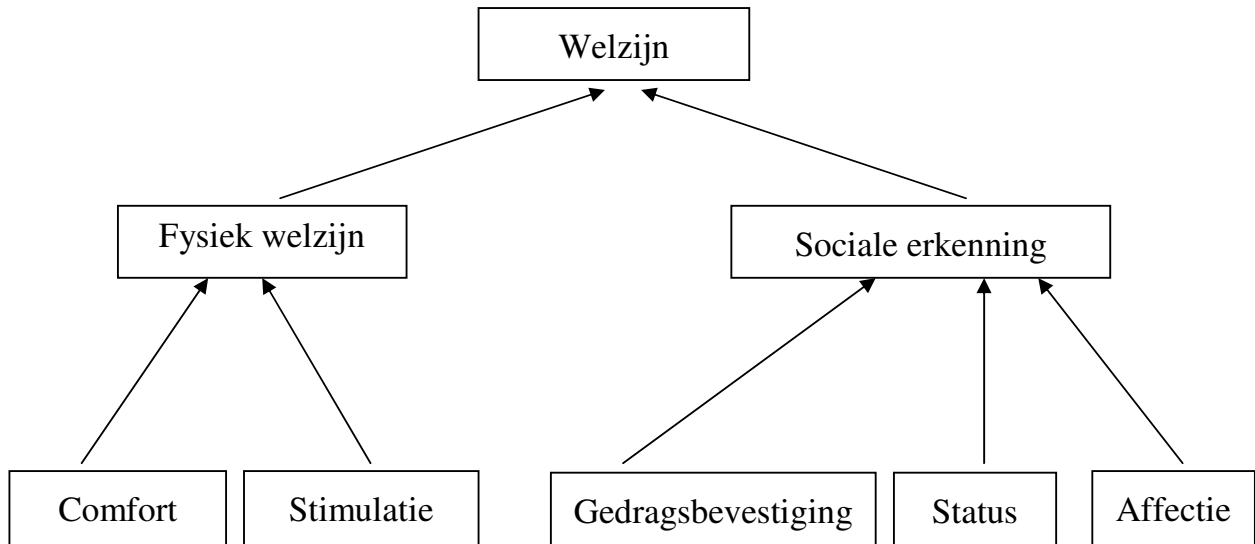 Welzijn
Fysiek welzijn
Sociale erkenning
Comfort
Stimulatie
Gedragsbevestiging
Status
Affectie